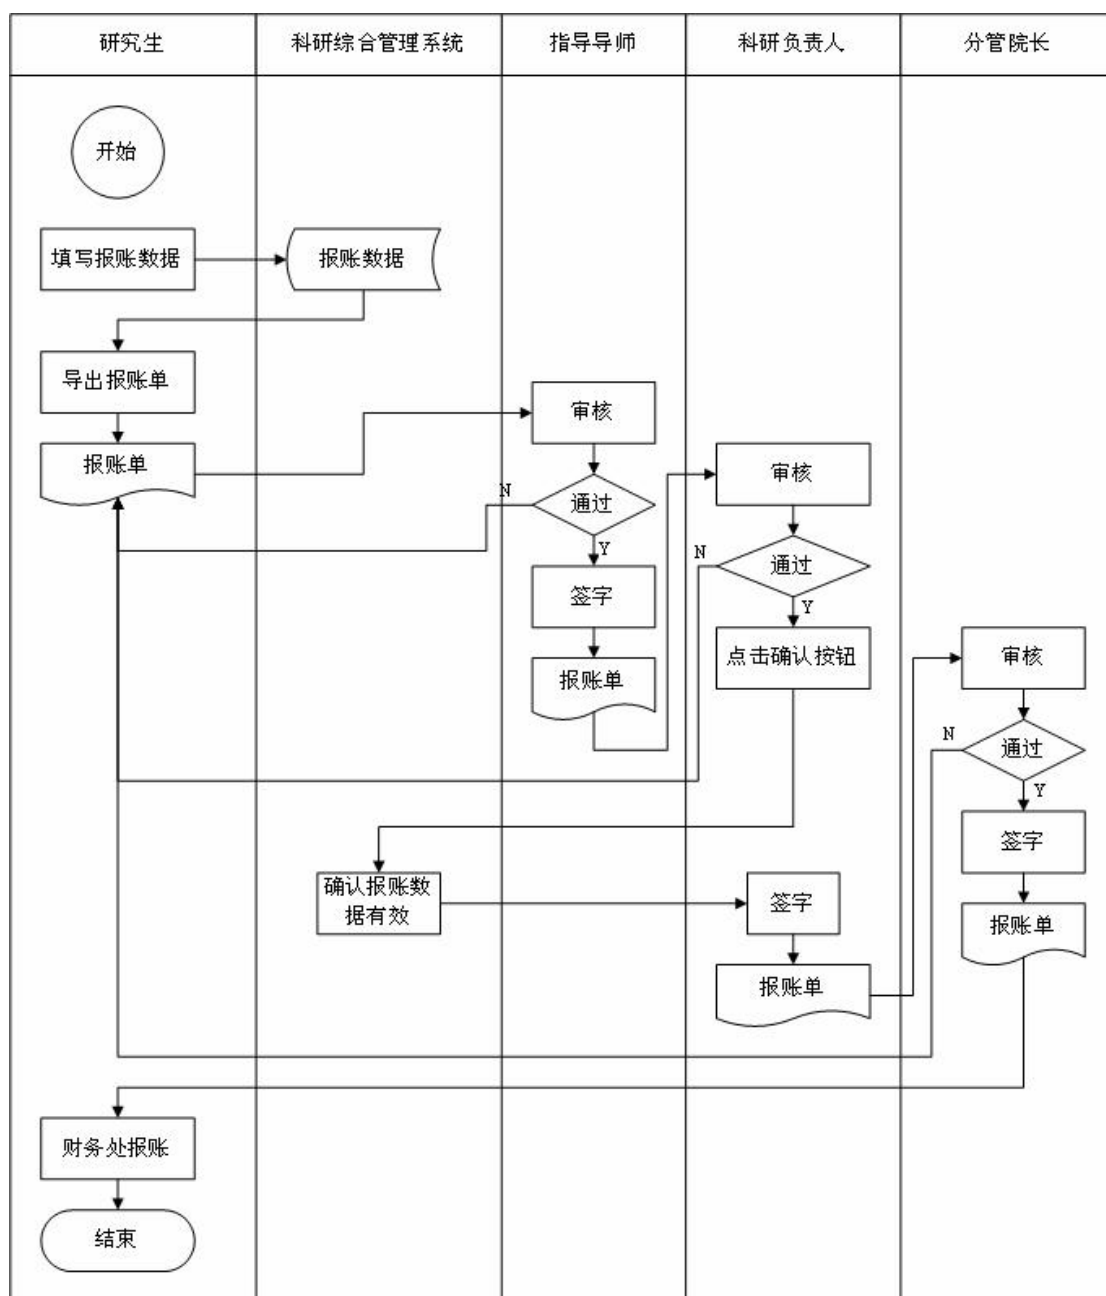 研究生
科研综合管理系统
指导导师
科研负责人
分管院长
开始
填写报账数据
报账数据
导出报账单
审核
报账单
审核
N
通过
N
通过
Y
签字
Y
点击确认按钮
审核
报账单
N
通过
Y
签字
确认报账数
据有效
签字
报账单
报账单
财务处报账
结束